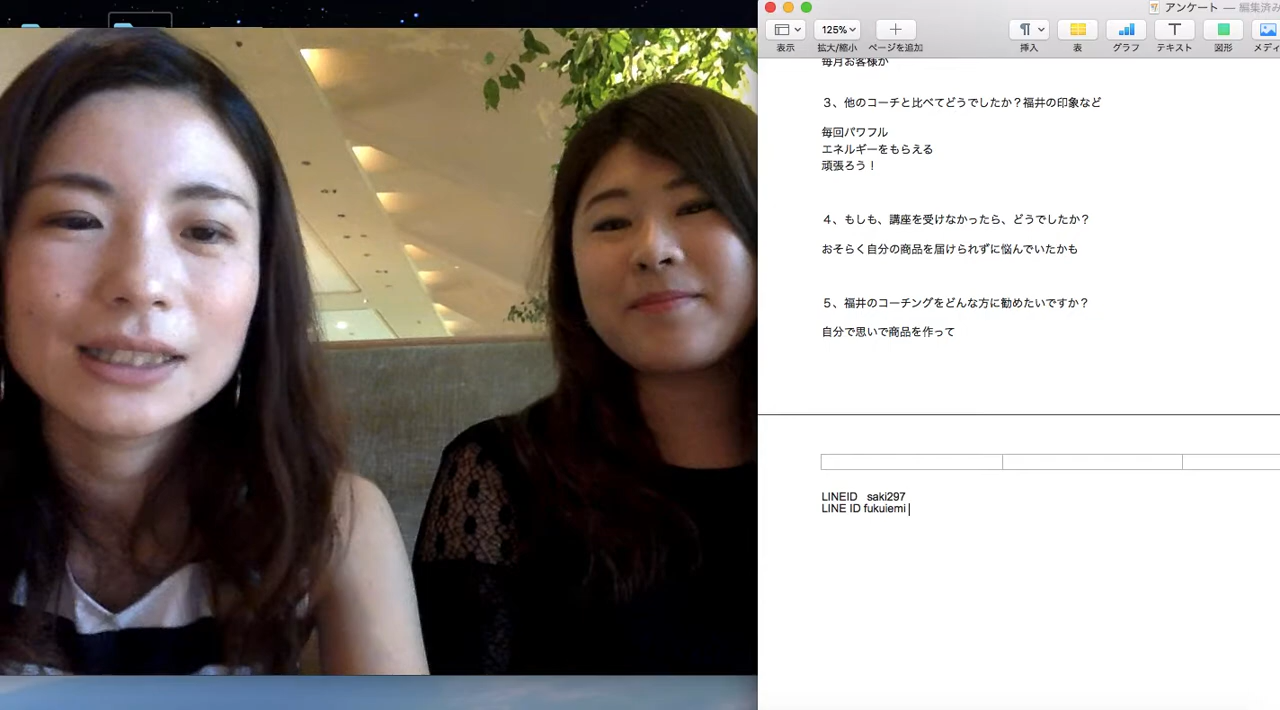 アンケート — 編集済み
125%
表示
拡大/縮小
ページを追加
挿入
表
グラフ
テキスト
図形
メディ
毎月お客様が
３、他のコーチと比べてどうでしたか？福井の印象など
毎回パワフル
エネルギーをもらえる
頑張ろう！
４、もしも、講座を受けなかったら、どうでしたか？
おそらく自分の商品を届けられずに悩んでいたかも
５、福井のコーチングをどんな方に勧めたいですか？
自分で思いで商品を作って
LINEID saki297
LINE ID fukuiemi